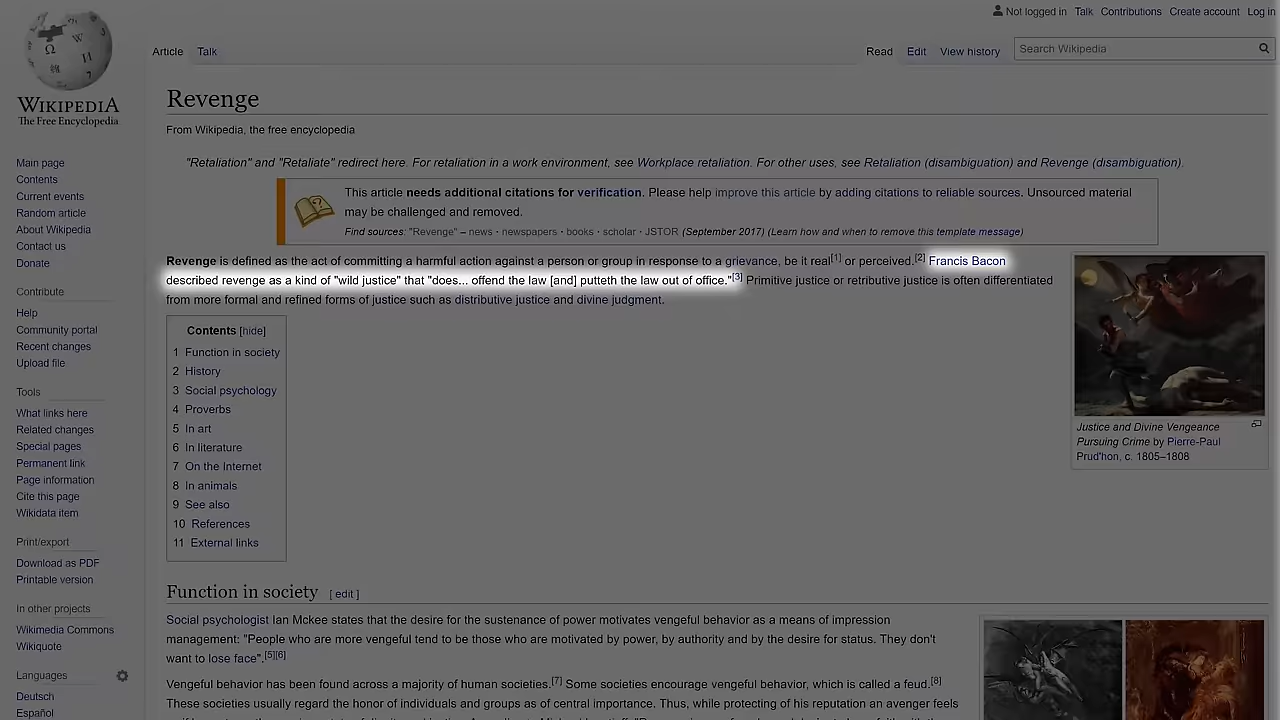 Not logged in Talk Contributions Create account Log in
Article Talk
Read Edit View history
Search Wikipedia
WIKIPEDIA
The Free Encyclopedia
Main page
Contents
Current events
Random article
About Wikipedia
Contact us
Donate
Contribute
Help
Community portal
Recent changes
Upload file
Tools
What links here
Related changes
Special pages
Permanent link
Page information
Cite this page
Wikidata item
Print/export
Download as PDF
Printable version
In other projects
Wikimedia Commons
Wikiquote
Languages
Deutsch
Español
Revenge
From Wikipedia, the free encyclopedia
"Retaliation" and "Retaliate" redirect here. For retaliation in a work environment, see Workplace retaliation. For other uses, see Retaliation (disambiguation) and Revenge (disambiguation).
This article needs additional citations for verification. Please help improve this article by adding citations to reliable sources. Unsourced material
may be challenged and removed.
Find sources: "Revenge" – news · newspapers · books · scholar · JSTOR (September 2017) (Learn how and when to remove this template message)
Revenge is defined as the act of committing a harmful action against a person or group in response to a grievance, be it real[1] or perceived.[2] Francis Bacon
described revenge as a kind of "wild justice" that "does... offend the law [and] putteth the law out of office."[3] Primitive justice or retributive justice is often differentiated
from more formal and refined forms of justice such as distributive justice and divine judgment.
Justice and Divine Vengeance
Pursuing Crime by Pierre-Paul
Prud'hon, c. 1805–1808
Contents [hide]
1 Function in society
2 History
3 Social psychology
4 Proverbs
5 In art
6 In literature
7 On the Internet
8 In animals
9 See also
10 References
11 External links
Function in society [ edit ]
Social psychologist Ian Mckee states that the desire for the sustenance of power motivates vengeful behavior as a means of impression
management: "People who are more vengeful tend to be those who are motivated by power, by authority and by the desire for status. They don't
want to lose face".[5][6]
Vengeful behavior has been found across a majority of human societies.[7] Some societies encourage vengeful behavior, which is called a feud.[8]
These societies usually regard the honor of individuals and groups as of central importance. Thus, while protecting of his reputation an avenger feels